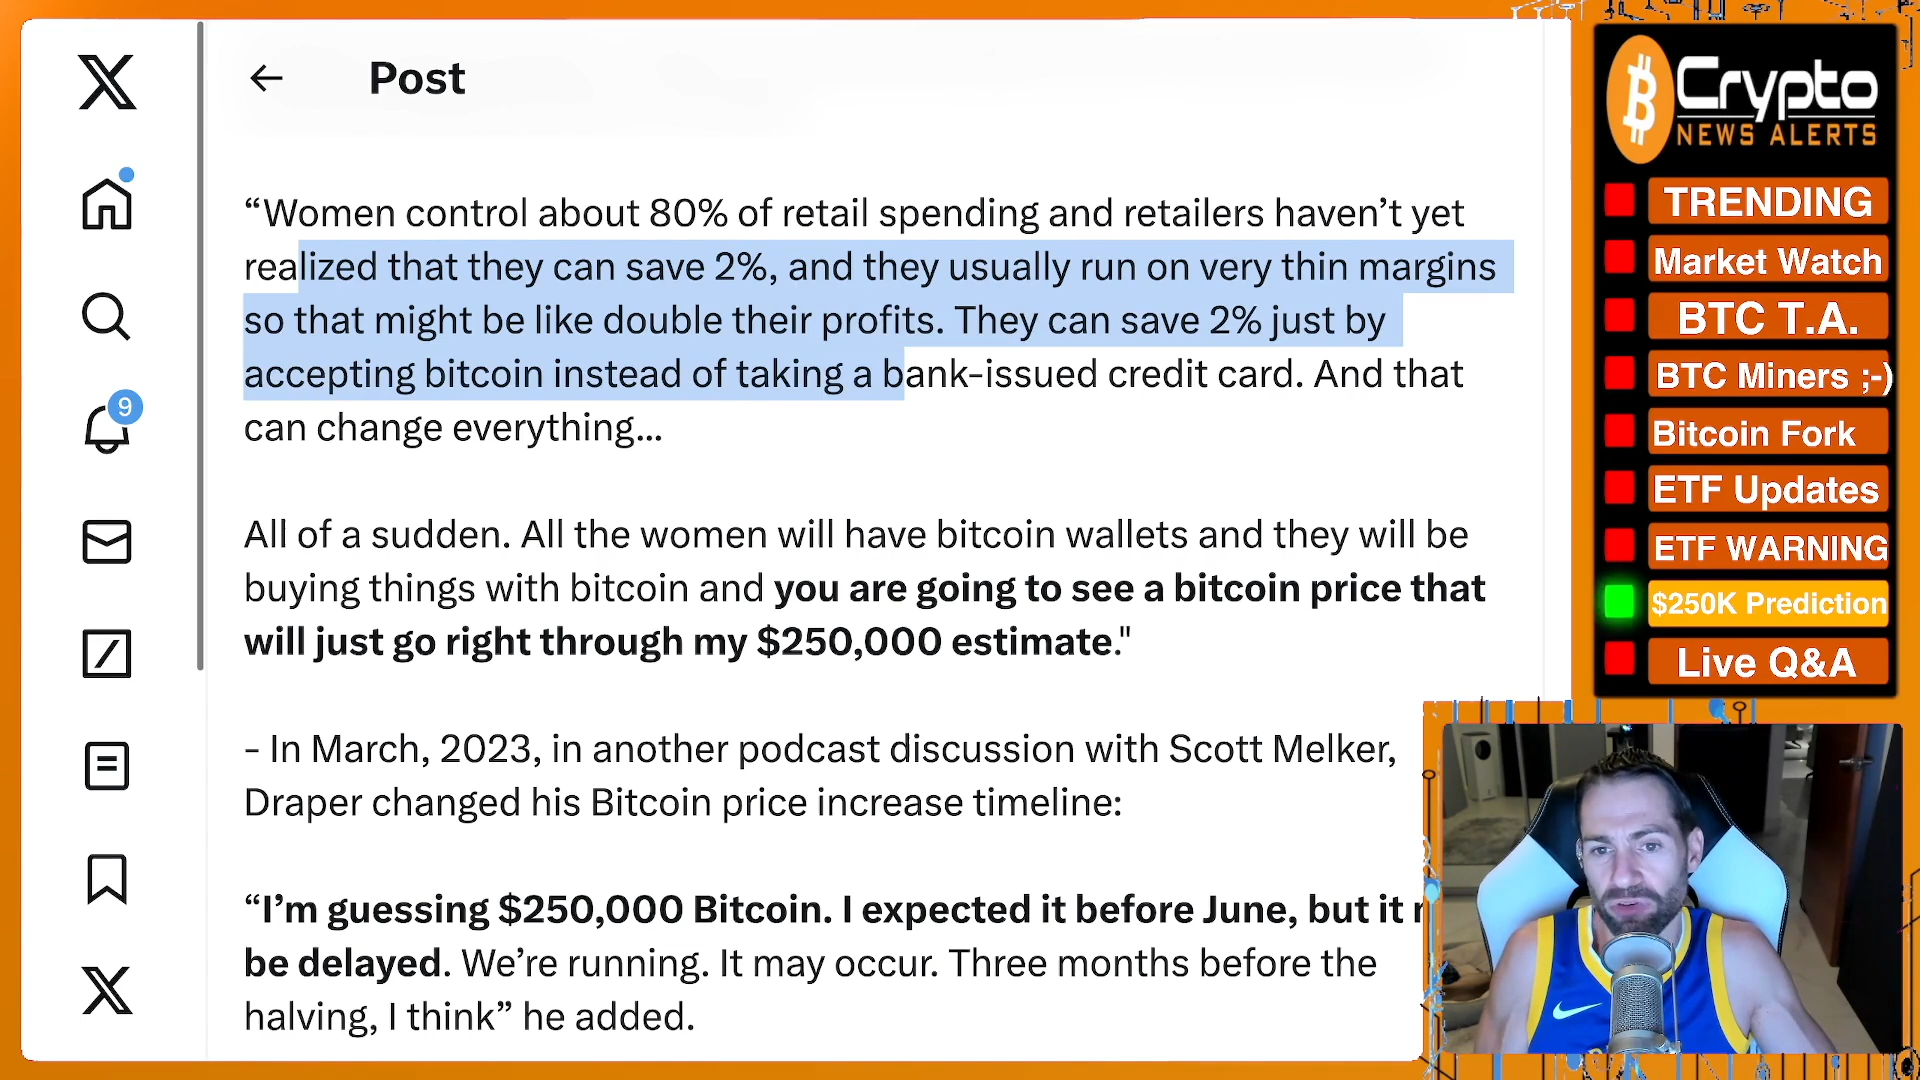 Post
“Women control about 80% of retail spending and retailers haven’t yet
realized that they can save 2%, and they usually run on very thin margins
so that might be like double their profits. They can save 2% just by
accepting bitcoin instead of taking a bank-issued credit card. And that
can change everything...
All of a sudden. All the women will have bitcoin wallets and they will be
buying things with bitcoin and you are going to see a bitcoin price that
will just go right through my $250,000 estimate."
- In March, 2023, in another podcast discussion with Scott Melker,
Draper changed his Bitcoin price increase timeline:
“I’m guessing $250,000 Bitcoin. I expected it before June, but it
be delayed. We’re running. It may occur. Three months before the
halving, I think” he added.
9
Crypto
NEWS ALERTS
TRENDING
Market Watch
BTC T.A.
BTC Miners ;-)
Bitcoin Fork
ETF Updates
ETF WARNING
$250K Prediction
Live Q&A